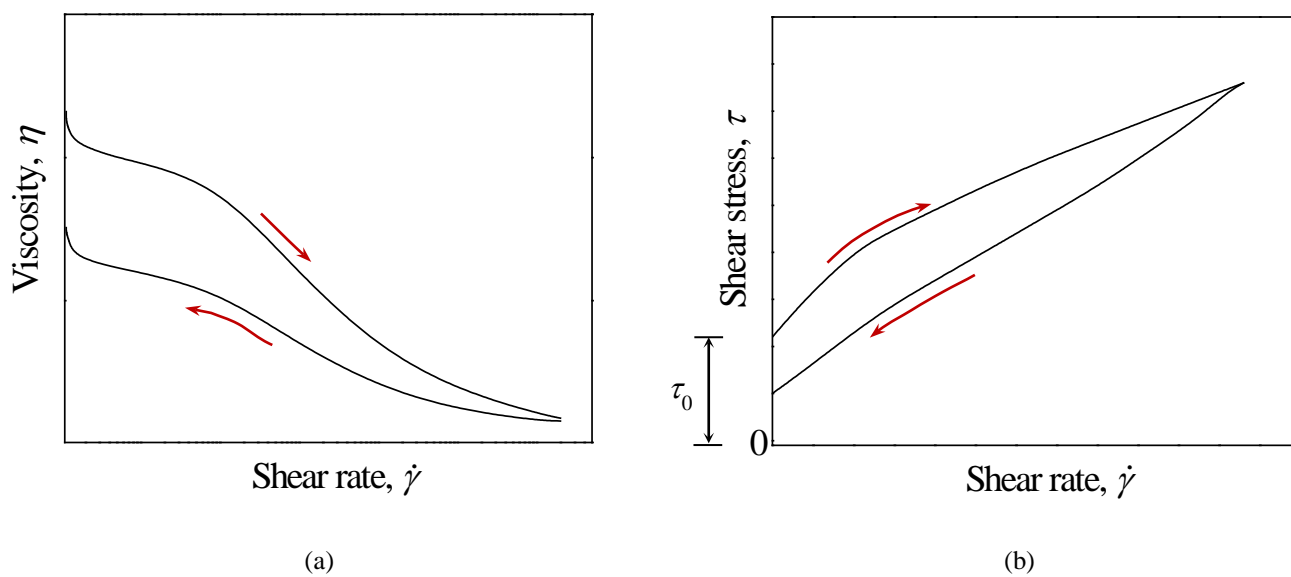 Viscosity, η
Shear rate, γ̇
(a)
Shear stress, τ
τ₀
0
Shear rate, γ̇
(b)